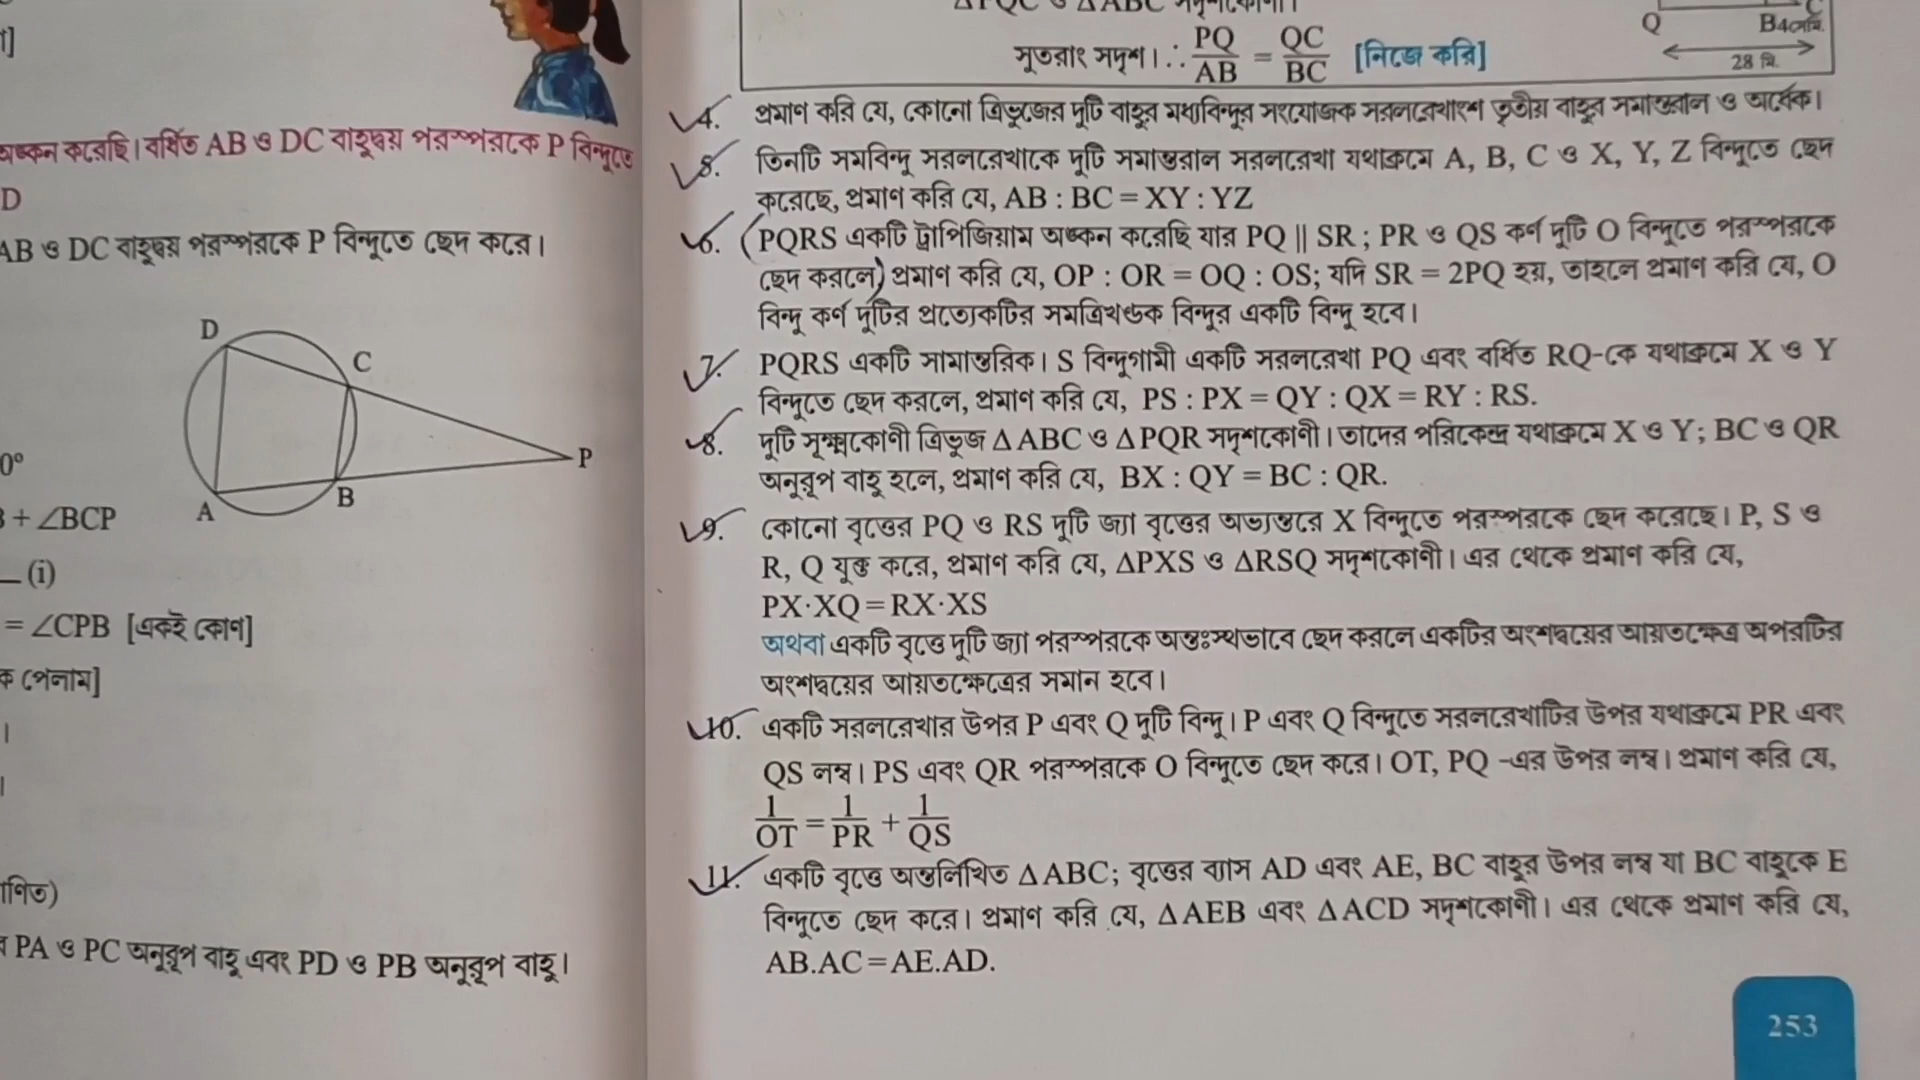 অঙ্কন করেছি। বর্ধিত AB ও DC বাহুদ্বয় পরস্পরকে P বিন্দুতে
D
AB ও DC বাহুদ্বয় পরস্পরকে P বিন্দুতে ছেদ করে।
D
C
A
B
P
0°
+ ∠BCP
(i)
= ∠CPB [একই কোণ]
পেলাম]
PA ও PC অনুরূপ বাহু এবং PD ও PB অনুরূপ বাহু।
ΔPQC ও ΔABC সদৃশকোণী।
সুতরাং সদৃশ। ∴ PQ/AB = QC/BC [নিজে করি]
Q
B4সেমি.
C
28 মি.
4. প্রমাণ করি যে, কোনো ত্রিভুজের দুটি বাহুর মধ্যবিন্দুর সংযোজক সরলরেখাংশ তৃতীয় বাহুর সমান্তরাল ও অর্ধেক।
5. তিনটি সমবিন্দু সরলরেখাকে দুটি সমান্তরাল সরলরেখা যথাক্রমে A, B, C ও X, Y, Z বিন্দুতে ছেদ
করেছে, প্রমাণ করি যে, AB : BC = XY : YZ
6. PQRS একটি ট্রাপিজিয়াম অঙ্কন করেছি যার PQ || SR ; PR ও QS কর্ণ দুটি O বিন্দুতে পরস্পরকে
ছেদ করলে প্রমাণ করি যে, OP : OR = OQ : OS; যদি SR = 2PQ হয়, তাহলে প্রমাণ করি যে, O
বিন্দু কর্ণ দুটির প্রত্যেকটির সমত্রিখণ্ডক বিন্দুর একটি বিন্দু হবে।
7. PQRS একটি সামান্তরিক। S বিন্দুগামী একটি সরলরেখা PQ এবং বর্ধিত RQ-কে যথাক্রমে X ও Y
বিন্দুতে ছেদ করলে, প্রমাণ করি যে, PS : PX = QY : QX = RY : RS.
8. দুটি সূক্ষ্মকোণী ত্রিভুজ Δ ABC ও Δ PQR সদৃশকোণী। তাদের পরিকেন্দ্র যথাক্রমে X ও Y; BC ও QR
অনুরূপ বাহু হলে, প্রমাণ করি যে, BX : QY = BC : QR.
9. কোনো বৃত্তের PQ ও RS দুটি জ্যা বৃত্তের অভ্যন্তরে X বিন্দুতে পরস্পরকে ছেদ করেছে। P, S ও
R, Q যুক্ত করে, প্রমাণ করি যে, ΔPXS ও ΔRSQ সদৃশকোণী। এর থেকে প্রমাণ করি যে,
PX·XQ = RX·XS
অথবা একটি বৃত্তে দুটি জ্যা পরস্পরকে অন্তঃস্থভাবে ছেদ করলে একটির অংশদ্বয়ের আয়তক্ষেত্র অপরটির
অংশদ্বয়ের আয়তক্ষেত্রের সমান হবে।
10. একটি সরলরেখার উপর P এবং Q দুটি বিন্দু। P এবং Q বিন্দুতে সরলরেখাটির উপর যথাক্রমে PR এবং
QS লম্ব। PS এবং QR পরস্পরকে O বিন্দুতে ছেদ করে। OT, PQ -এর উপর লম্ব। প্রমাণ করি যে,
1/OT = 1/PR + 1/QS
11. একটি বৃত্তে অন্তর্লিখিত Δ ABC; বৃত্তের ব্যাস AD এবং AE, BC বাহুর উপর লম্ব যা BC বাহুকে E
বিন্দুতে ছেদ করে। প্রমাণ করি যে, Δ AEB এবং Δ ACD সদৃশকোণী। এর থেকে প্রমাণ করি যে,
AB.AC = AE.AD.
253